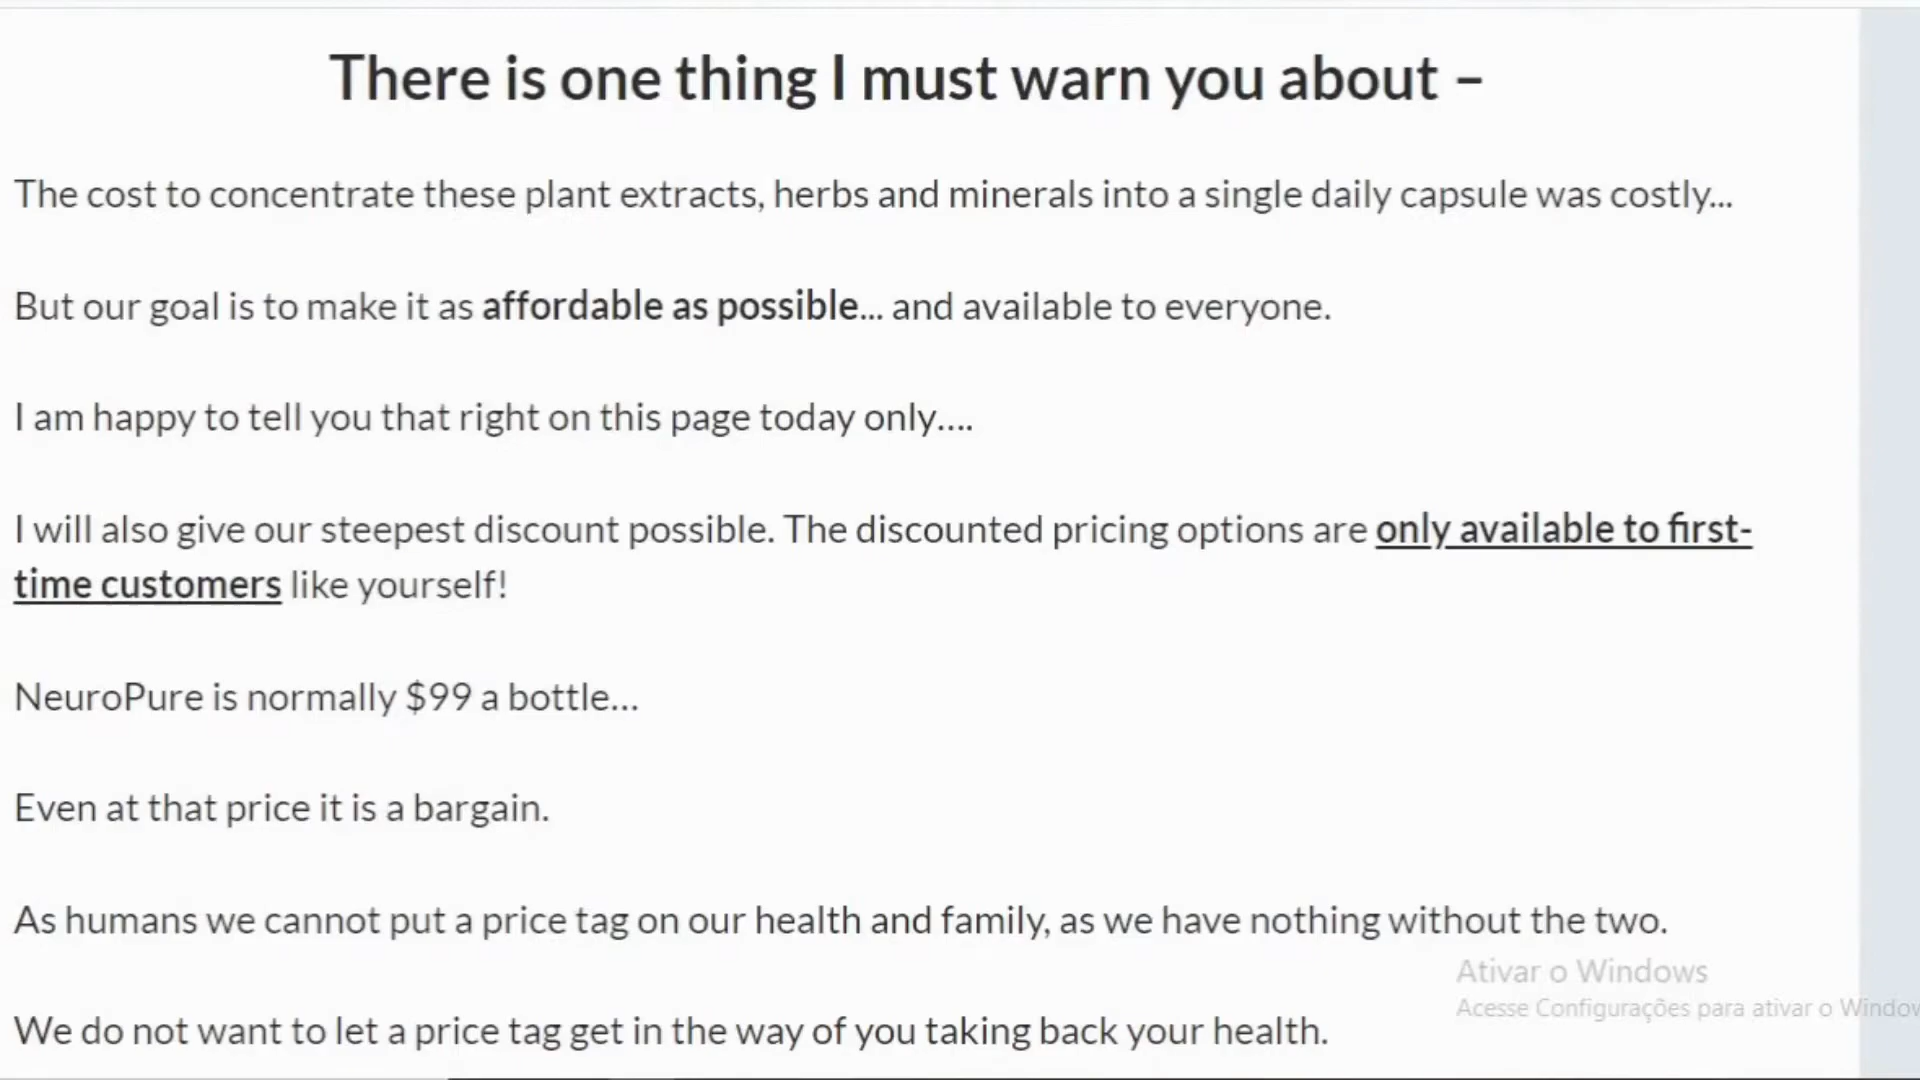 There is one thing I must warn you about –
The cost to concentrate these plant extracts, herbs and minerals into a single daily capsule was costly...
But our goal is to make it as affordable as possible... and available to everyone.
I am happy to tell you that right on this page today only....
I will also give our steepest discount possible. The discounted pricing options are only available to first-
time customers like yourself!
NeuroPure is normally $99 a bottle...
Even at that price it is a bargain.
As humans we cannot put a price tag on our health and family, as we have nothing without the two.
Ativar o Windows
Acesse Configurações para ativar o Window
We do not want to let a price tag get in the way of you taking back your health.